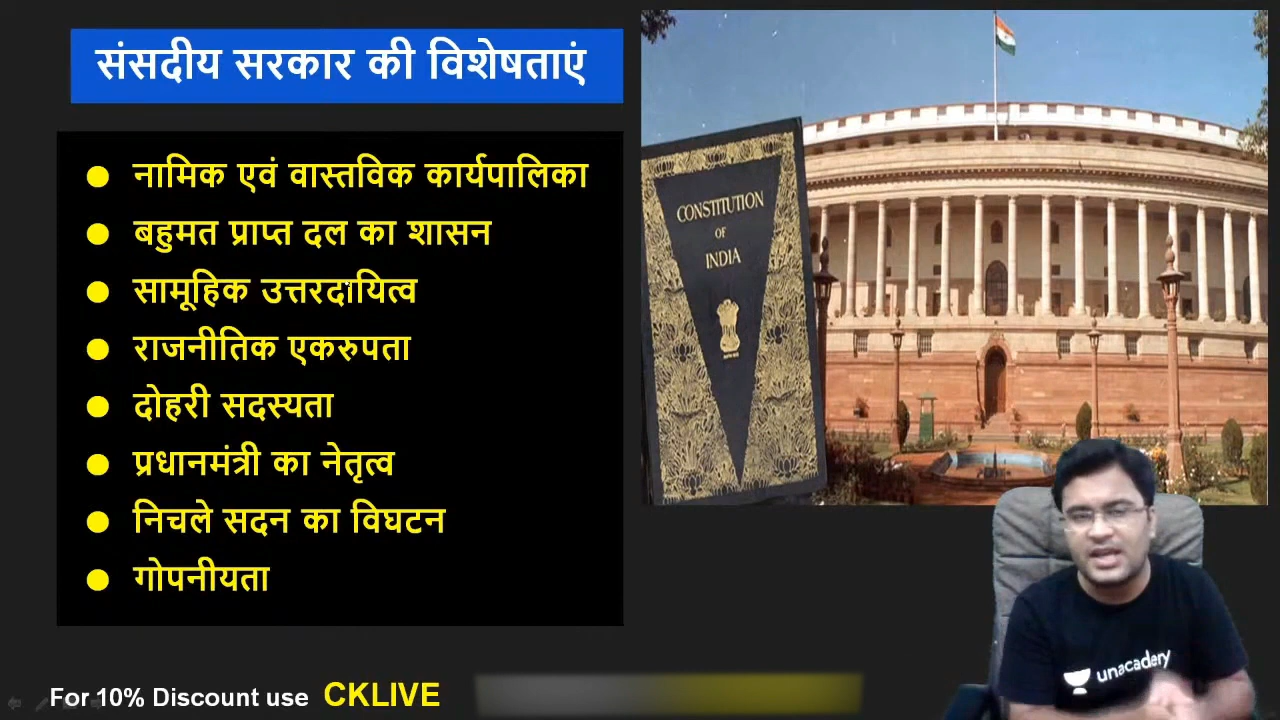 संसदीय सरकार की विशेषताएं
नामिक एवं वास्तविक कार्यपालिका
बहुमत प्राप्त दल का शासन
सामूहिक उत्तरदायित्व
राजनीतिक एकरुपता
दोहरी सदस्यता
प्रधानमंत्री का नेतृत्व
निचले सदन का विघटन
गोपनीयता
CONSTITUTION
OF
INDIA
unacademy
For 10% Discount use CKLIVE